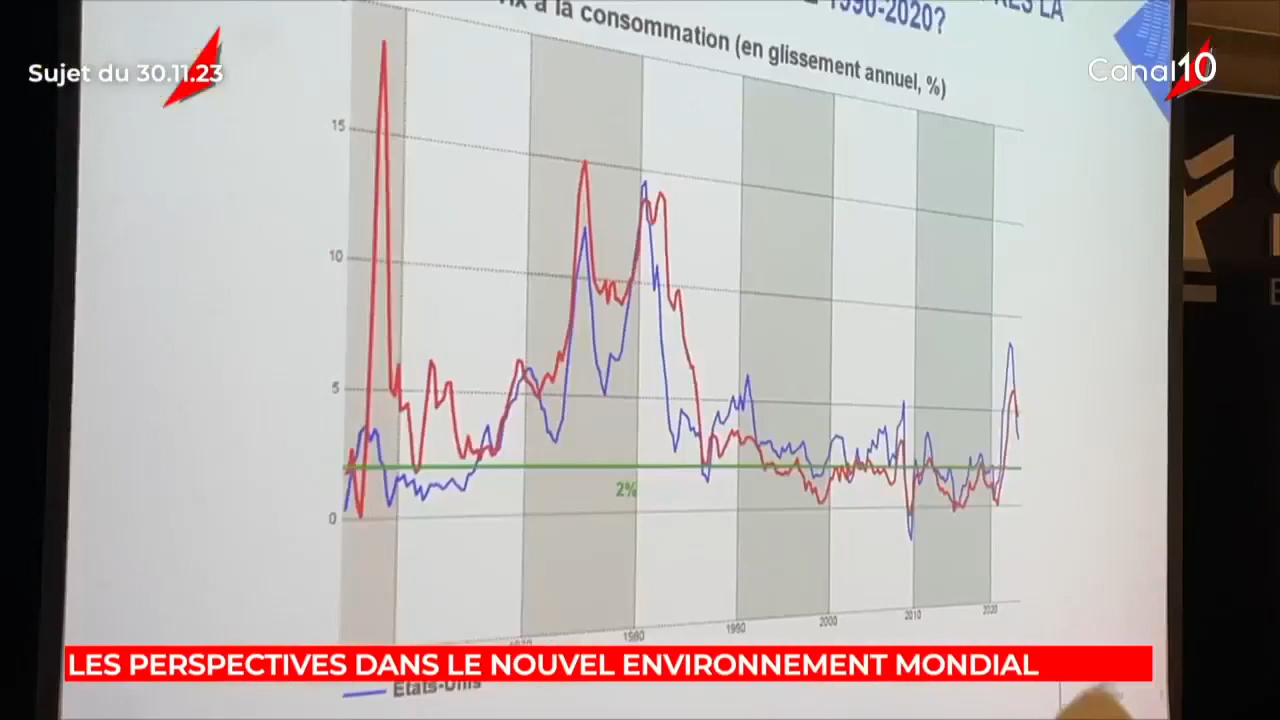 1990-2020?
à la consommation (en glissement annuel, %)
Sujet du 30.11.23
Canal10
15
10
5
2%
0
1980
1990
2000
2010
2020
LES PERSPECTIVES DANS LE NOUVEL ENVIRONNEMENT MONDIAL
États-Unis